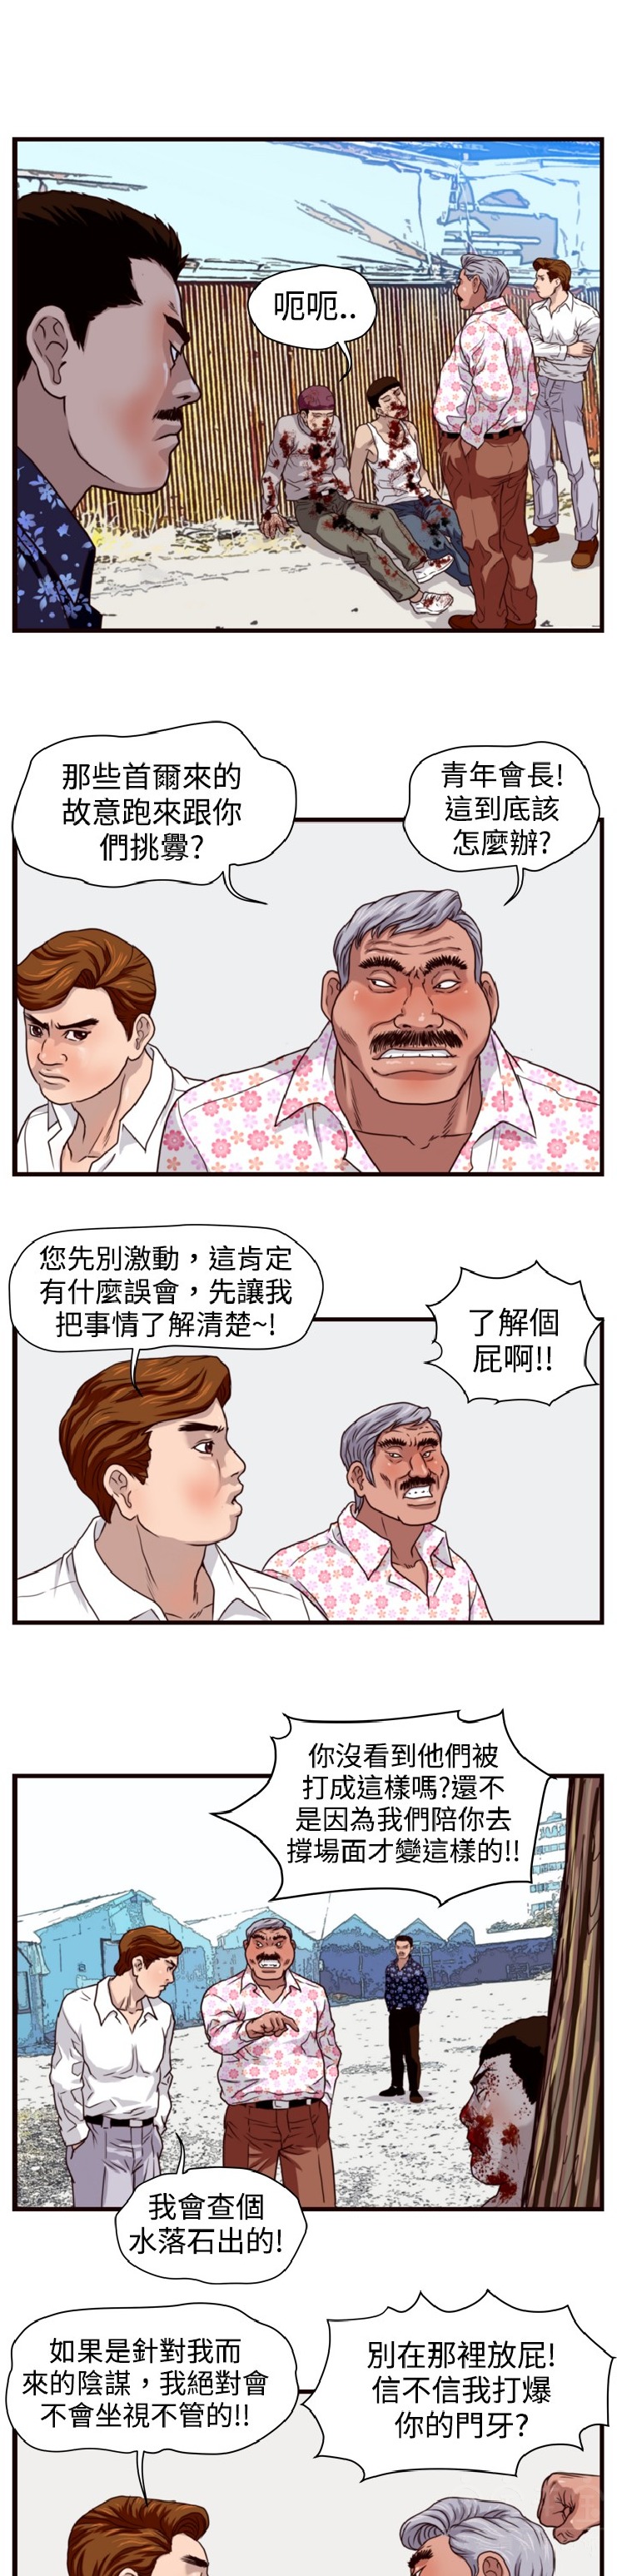 呃呃..
那些首爾來的
故意跑來跟你
們挑釁?
青年會長!
這到底該
怎麼辦?
您先別激動，這肯定
有什麼誤會，先讓我
把事情了解清楚~!
了解個
屁啊!!
你沒看到他們被
打成這樣嗎?還不
是因為我們陪你去
撐場面才變這樣的!!
我會查個
水落石出的!
如果是針對我而
來的陰謀，我絕對會
不會坐視不管的!!
別在那裡放屁!
信不信我打爆
你的門牙?